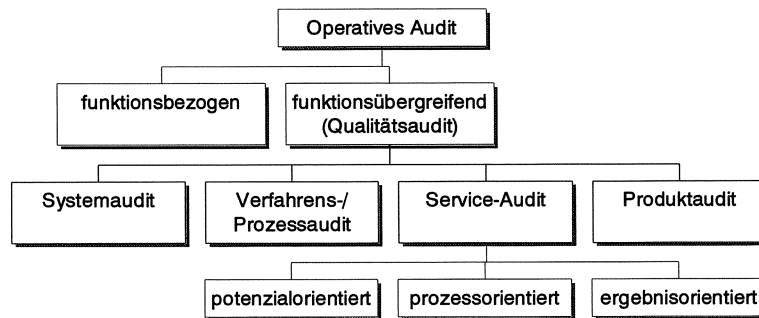 Operatives Audit
funktionsbezogen
funktionsübergreifend
(Qualitätsaudit)
Systemaudit
Verfahrens-/
Prozessaudit
Service-Audit
Produktaudit
potenzialorientiert
prozessorientiert
ergebnisorientiert